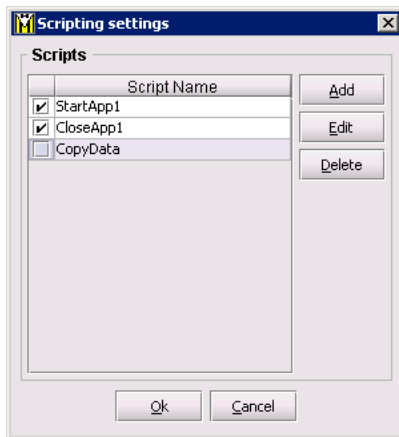 Scripting settings
Scripts
Script Name
Add
StartApp1
CloseApp1
Edit
CopyData
Delete
Ok
Cancel